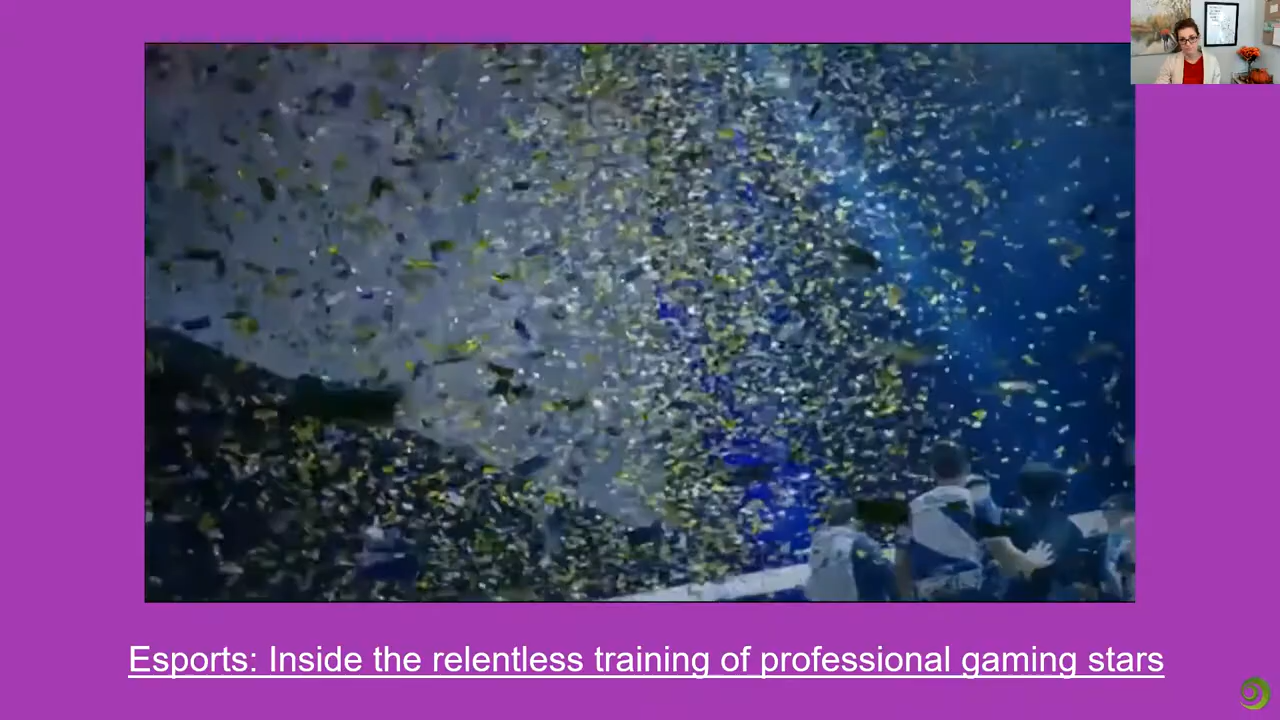 Esports: Inside the relentless training of professional gaming stars